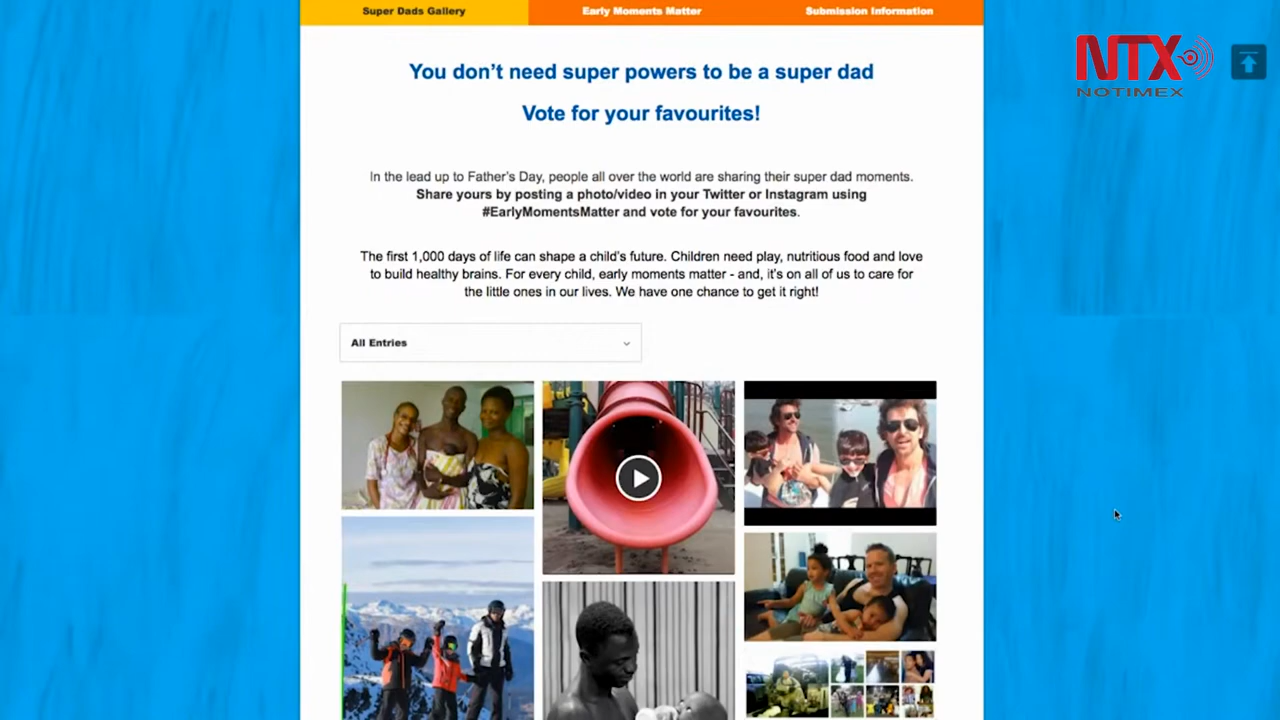 Super Dads Gallery
Early Moments Matter
Submission Information
NTX
NOTIMEX
You don't need super powers to be a super dad
Vote for your favourites!
In the lead up to Father's Day, people all over the world are sharing their super dad moments.
Share yours by posting a photo/video in your Twitter or Instagram using
#EarlyMomentsMatter and vote for your favourites.
The first 1,000 days of life can shape a child's future. Children need play, nutritious food and love
to build healthy brains. For every child, early moments matter - and, it's on all of us to care for
the little ones in our lives. We have one chance to get it right!
All Entries